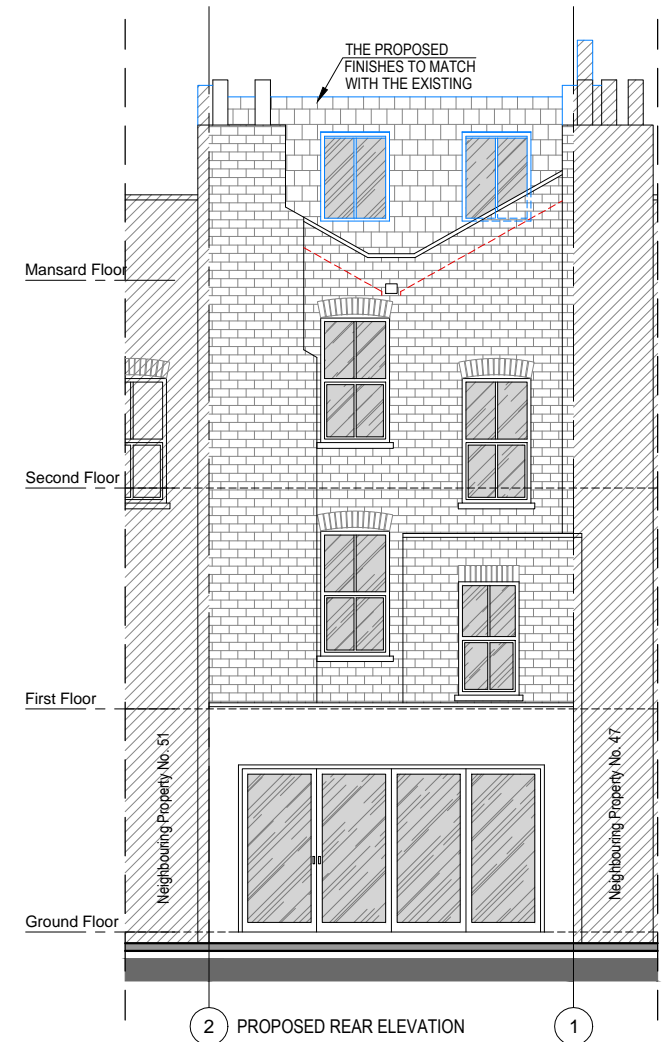 THE PROPOSED
FINISHES TO MATCH
WITH THE EXISTING
Mansard Floor
Second Floor
First Floor
Neighbouring Property No. 51
Neighbouring Property No. 47
Ground Floor
2 PROPOSED REAR ELEVATION 1